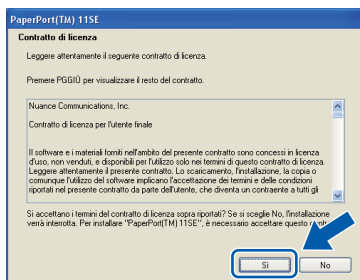 PaperPort(TM) 11SE
Contratto di licenza
Leggere attentamente il seguente contratto di licenza.
Premere PGGIÙ per visualizzare il resto del contratto.
Nuance Communications, Inc.
Contratto di licenza per l'utente finale
Il software e i materiali forniti nell'ambito del presente contratto sono concessi in licenza
d'uso, non venduti, e disponibili per l'utilizzo solo nei termini di questo contratto di licenza.
Leggere attentamente il presente contratto. Lo scaricamento, l'installazione, la copia o
comunque l'utilizzo del software implicano l'accettazione dei termini e delle condizioni
riportati nel presente contratto da parte dell'utente, che diventa un contraente a tutti gli
Si accettano i termini del contratto di licenza sopra riportati? Se si sceglie No, l'installazione
verrà interrotta. Per installare "PaperPort(TM) 11SE", è necessario accettare questo
Sì
No